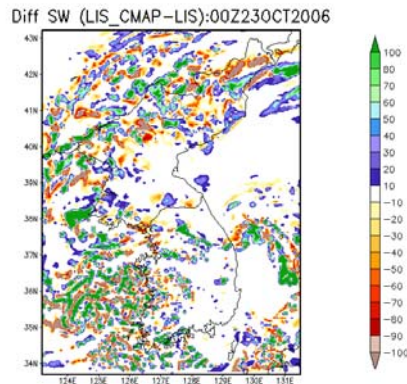 Diff SW (LIS_CMAP-LIS):00Z23OCT2006
43N
42N
41N
40N
39N
38N
37N
36N
35N
34N
124E 125E 126E 127E 128E 129E 130E 131E
100
80
60
50
40
30
20
10
-10
-20
-30
-40
-50
-60
-70
-80
-90
-100